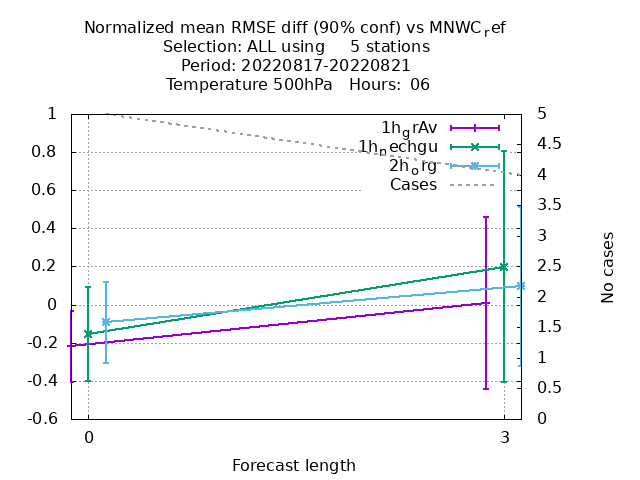 Normalized mean RMSE diff (90% conf) vs MNWC_ref
Selection: ALL using 5 stations
Period: 20220817-20220821
Temperature 500hPa Hours: 06
1h_grAv
1h_nechgu
2h_org
Cases
1
0.8
0.6
0.4
0.2
0
-0.2
-0.4
-0.6
5
4.5
4
3.5
3
2.5
2
1.5
1
0.5
0
No cases
0 3
Forecast length